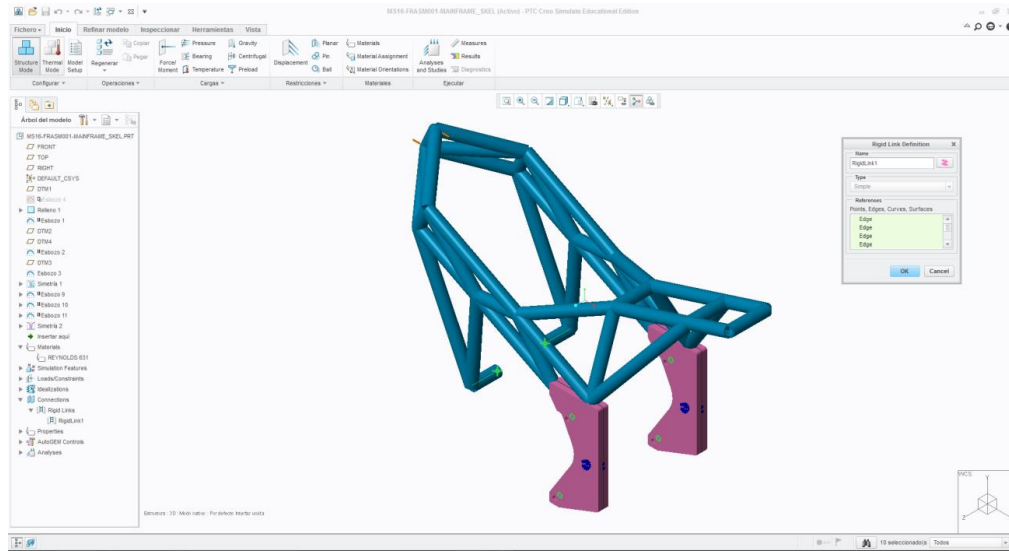 MS16-FRASM001-MAINFRAME_SKEL (Active) - PTC Creo Simulate Educational Edition
Fichero Inicio Refinar modelo Inspeccionar Herramientas Vista
Structure Mode
Thermal Mode
Model Setup
Regenerar
Copiar
Pegar
Force/Moment
Pressure
Bearing
Temperature
Gravity
Centrifugal
Preload
Displacement
Planar
Pin
Ball
Materials
Material Assignment
Material Orientations
Analyses and Studies
Measures
Results
Diagnostics
Configurar Operaciones Cargas Restricciones Materiales Ejecutar
Árbol del modelo
MS16-FRASM001-MAINFRAME_SKEL.PRT
FRONT
TOP
RIGHT
DEFAULT_CSYS
DTM1
Esbozo 4
Relleno 1
Esbozo 1
DTM2
DTM4
Esbozo 2
DTM3
Esbozo 3
Simetría 1
Esbozo 9
Esbozo 10
Esbozo 11
Simetría 2
Insertar aquí
Materials
REYNOLDS 631
Simulation Features
Loads/Constraints
Idealizations
Connections
Rigid Links
RigidLink1
Properties
AutoGEM Controls
Analyses
Rigid Link Definition
Name
RigidLink1
Type
Simple
References
Points, Edges, Curves, Surfaces
Edge
Edge
Edge
Edge
OK Cancel
WCS
Y
Z
10 seleccionado(s) Todos